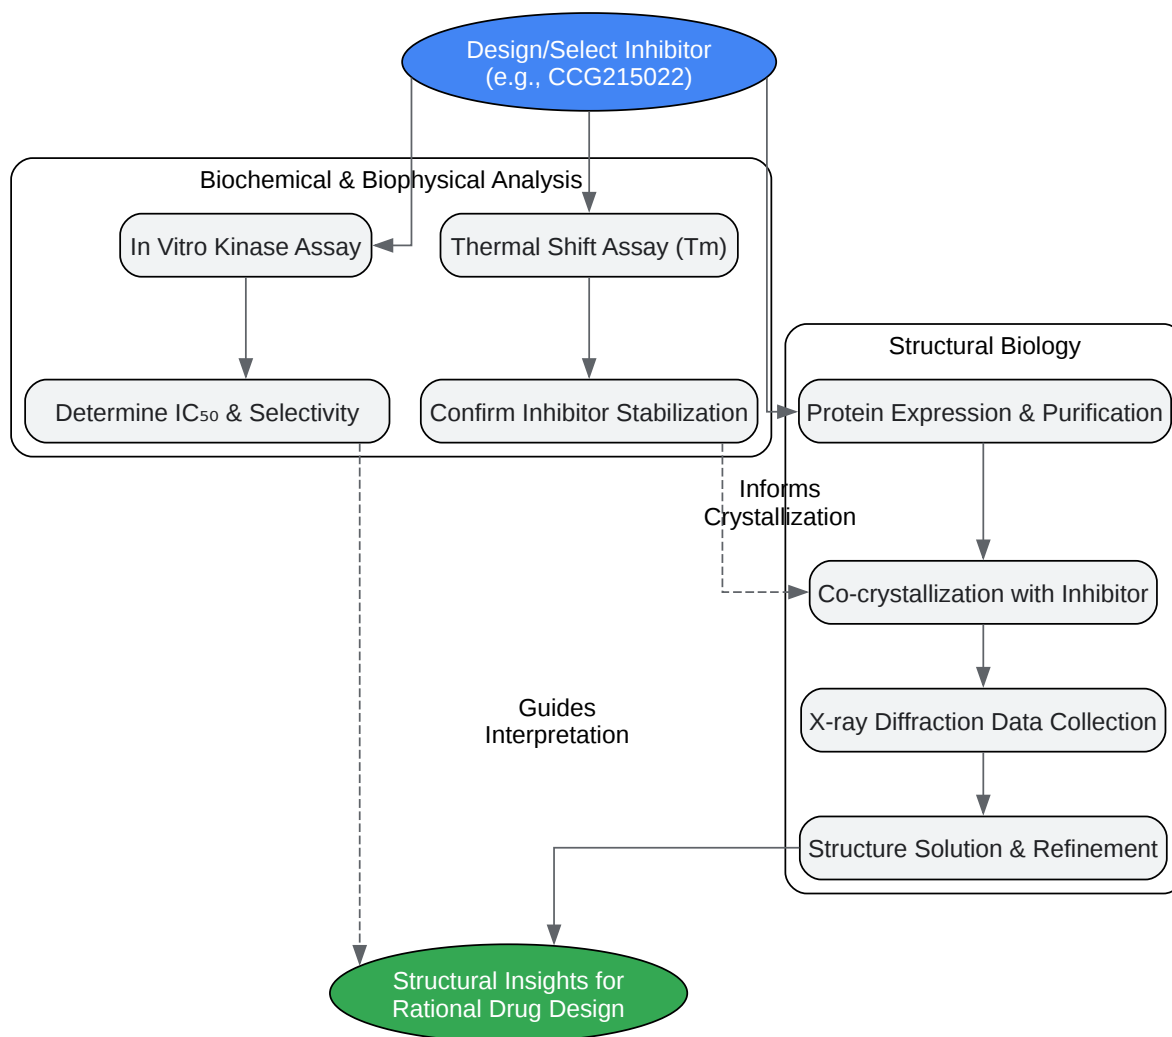 Design/Select Inhibitor
(e.g., CCG215022)
Biochemical & Biophysical Analysis
In Vitro Kinase Assay
Thermal Shift Assay (Tm)
Structural Biology
Determine IC₅₀ & Selectivity
Confirm Inhibitor Stabilization
Protein Expression & Purification
Informs
Crystallization
Co-crystallization with Inhibitor
Guides
Interpretation
X-ray Diffraction Data Collection
Structure Solution & Refinement
Structural Insights for
Rational Drug Design